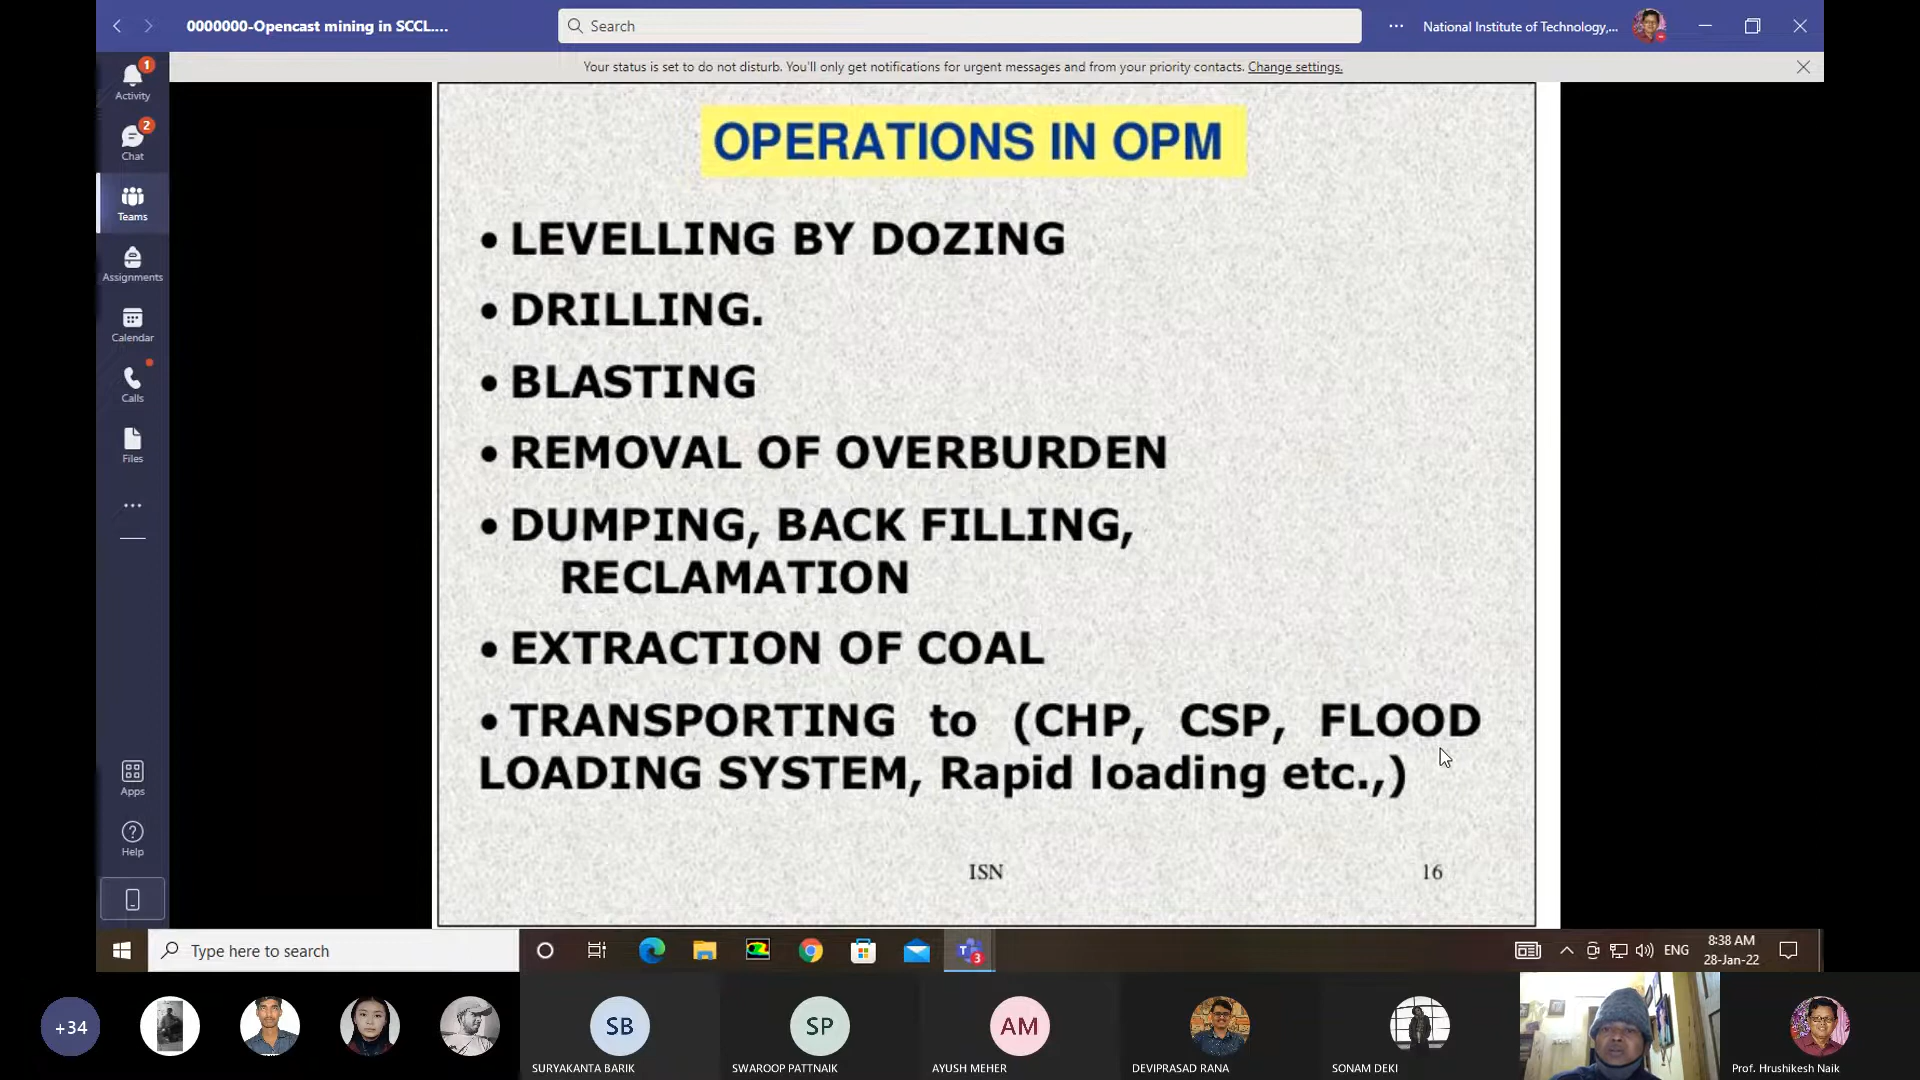 0000000-Opencast mining in SCCL....
Search
National Institute of Technology,...
Your status is set to do not disturb. You'll only get notifications for urgent messages and from your priority contacts. Change settings.
1
Activity
2
Chat
Teams
Assignments
Calendar
Calls
Files
Apps
Help
OPERATIONS IN OPM
• LEVELLING BY DOZING
• DRILLING.
• BLASTING
• REMOVAL OF OVERBURDEN
• DUMPING, BACK FILLING,
RECLAMATION
• EXTRACTION OF COAL
• TRANSPORTING to (CHP, CSP, FLOOD
LOADING SYSTEM, Rapid loading etc.,)
ISN 16
Type here to search
3
ENG
8:38 AM
28-Jan-22
+34
SB
SP
AM
SURYAKANTA BARIK
SWAROOP PATTNAIK
AYUSH MEHER
DEVIPRASAD RANA
SONAM DEKI
Prof. Hrushikesh Naik